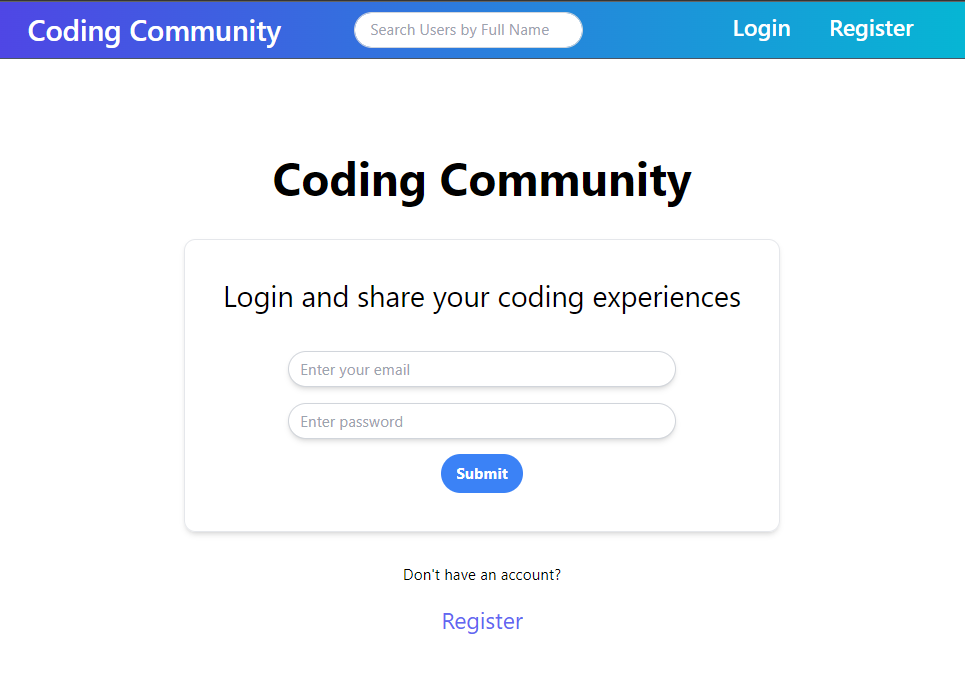 Coding Community
Search Users by Full Name
Login
Register
Coding Community
Login and share your coding experiences
Enter your email
Enter password
Submit
Don't have an account?
Register